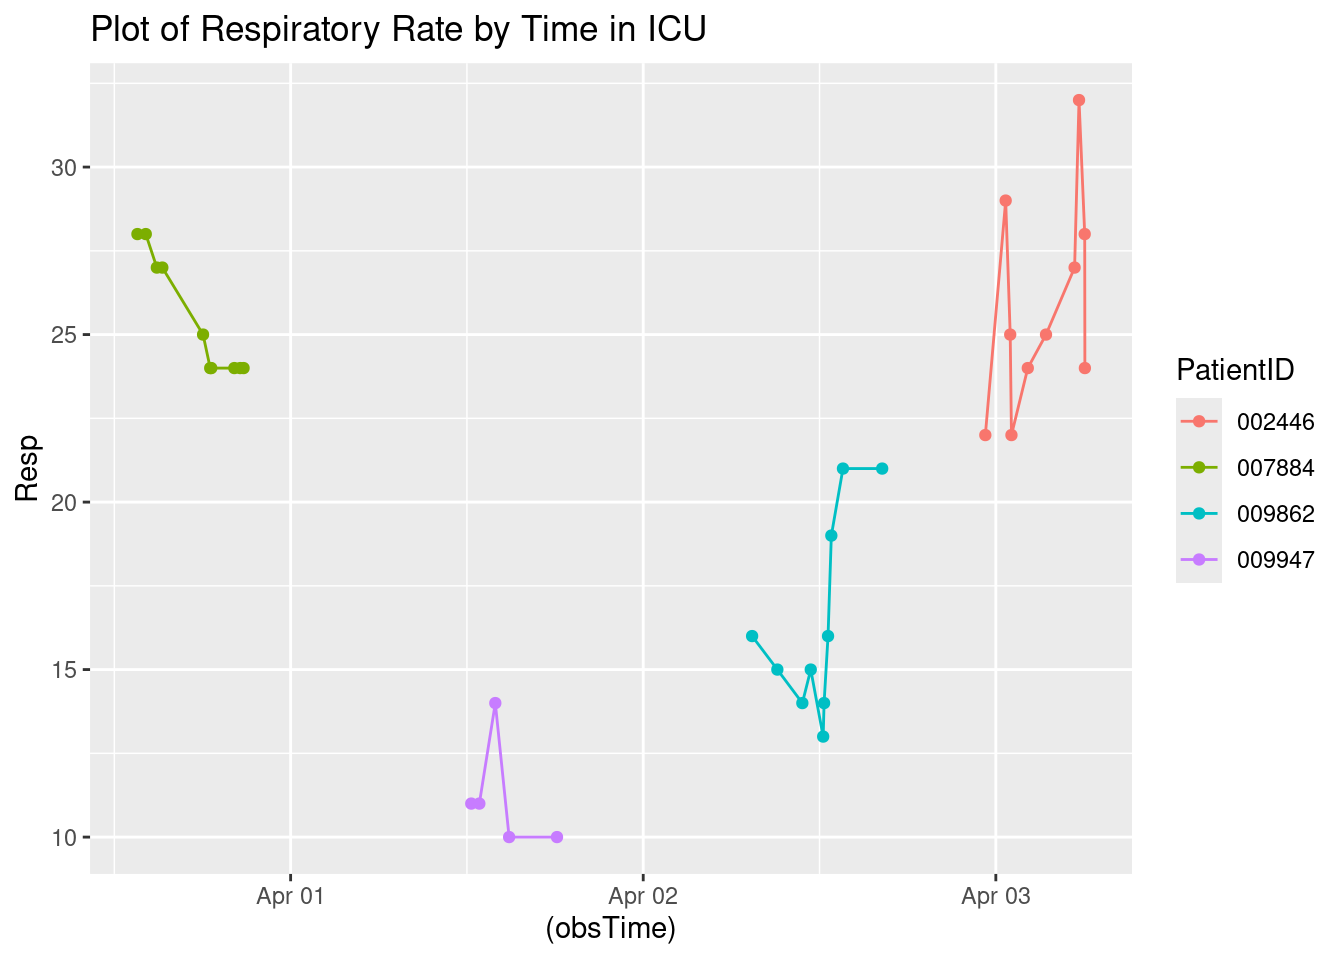 Plot of Respiratory Rate by Time in ICU
30
25
20
15
10
Resp
Apr 01
Apr 02
Apr 03
(obsTime)
PatientID
002446
007884
009862
009947